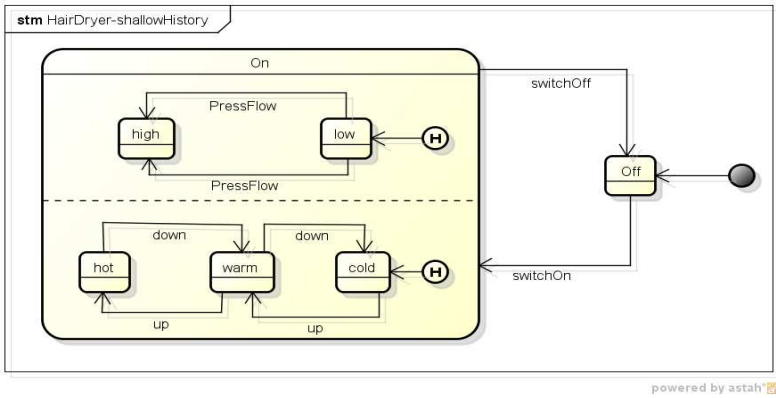 stm HairDryer-shallowHistory
On
switchOff
PressFlow
high
low
H
PressFlow
Off
down
down
hot
warm
cold
H
switchOn
up
up
powered by astah*